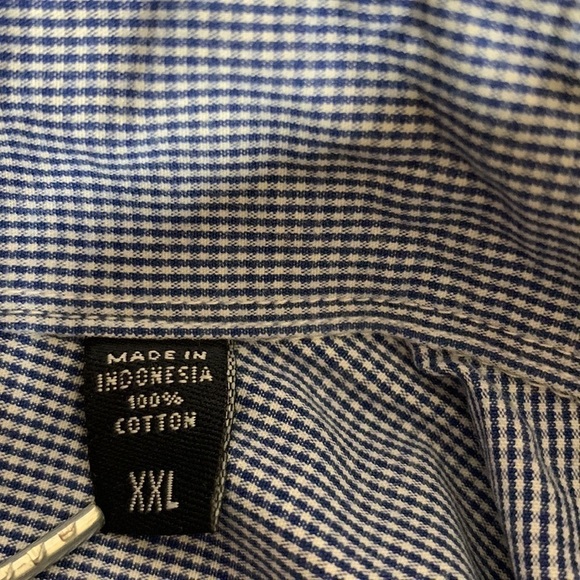 MADE IN
INDONESIA
100%
COTTON
XXL